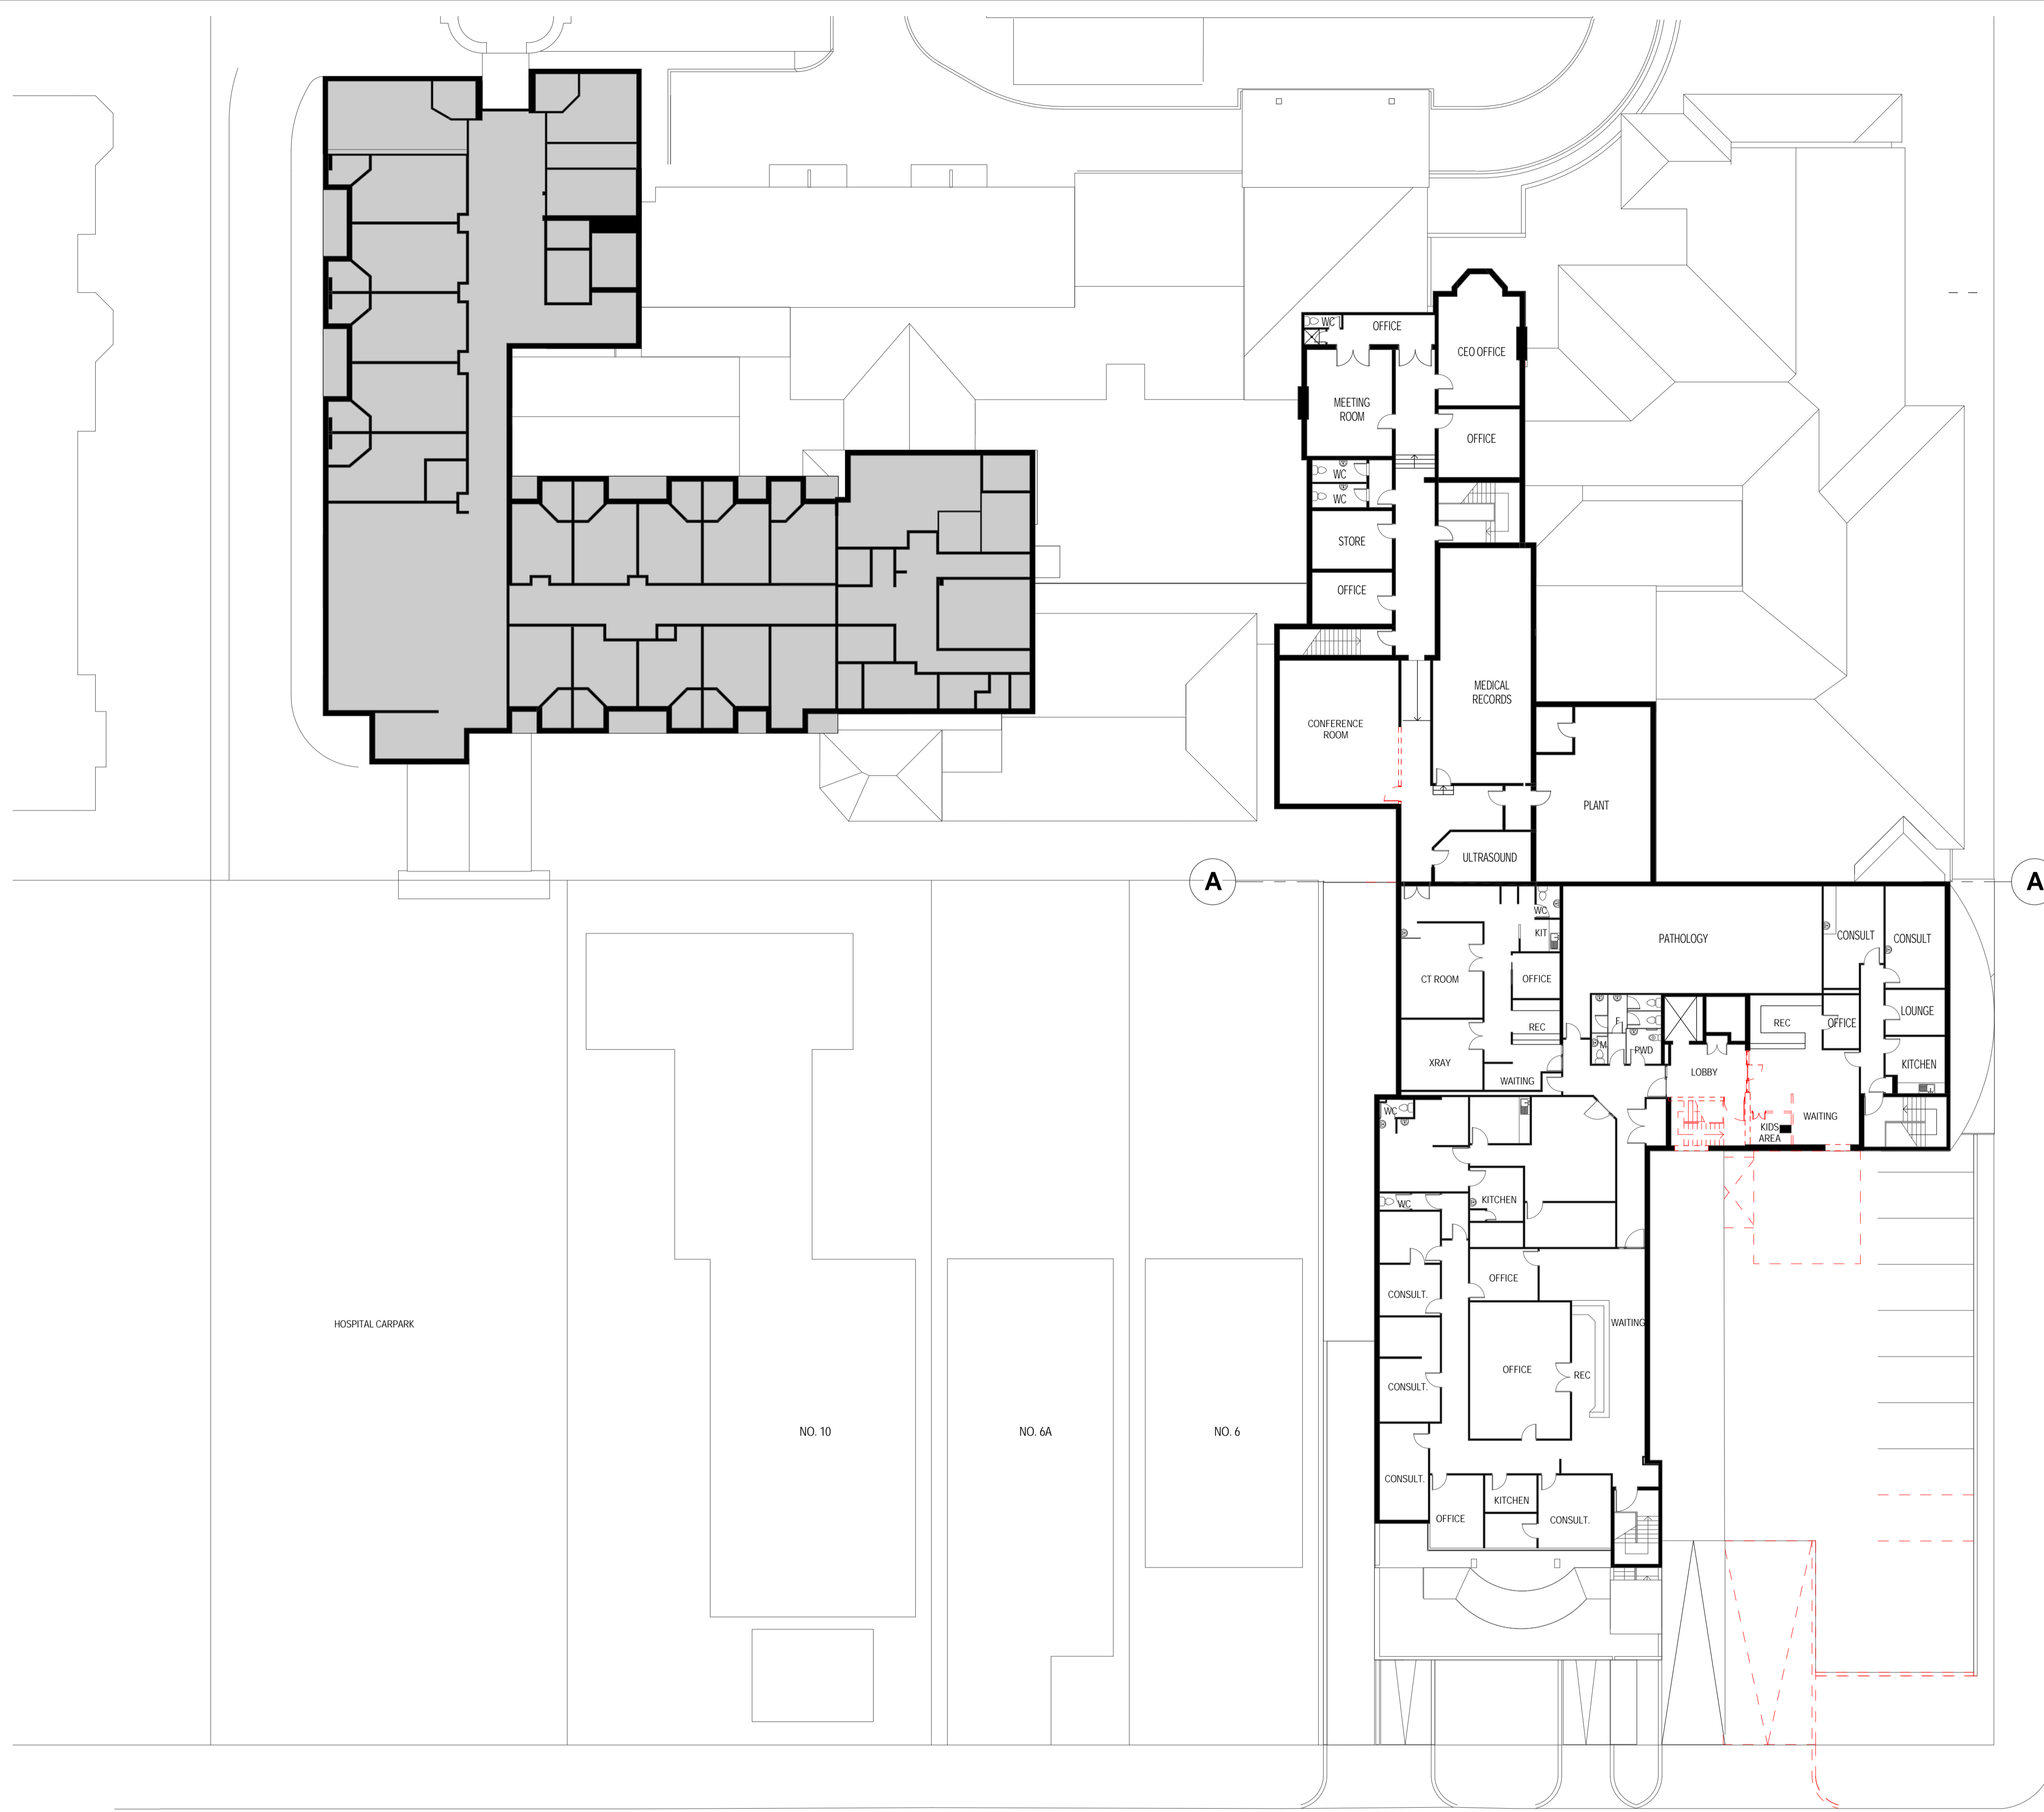 WC
OFFICE
CEO OFFICE
MEETING
ROOM
OFFICE
WC
WC
STORE
OFFICE
MEDICAL
RECORDS
CONFERENCE
ROOM
PLANT
ULTRASOUND
A
A
WC
KIT
PATHOLOGY
CONSULT
CONSULT
CT ROOM
OFFICE
LOUNGE
REC
F
REC
OFFICE
M
PWD
XRAY
KITCHEN
LOBBY
WAITING
WC
WAITING
KIDS
AREA
KITCHEN
WC
OFFICE
CONSULT.
WAITING
HOSPITAL CARPARK
OFFICE
REC
CONSULT.
NO. 10
NO. 6A
NO. 6
CONSULT.
KITCHEN
OFFICE
CONSULT.